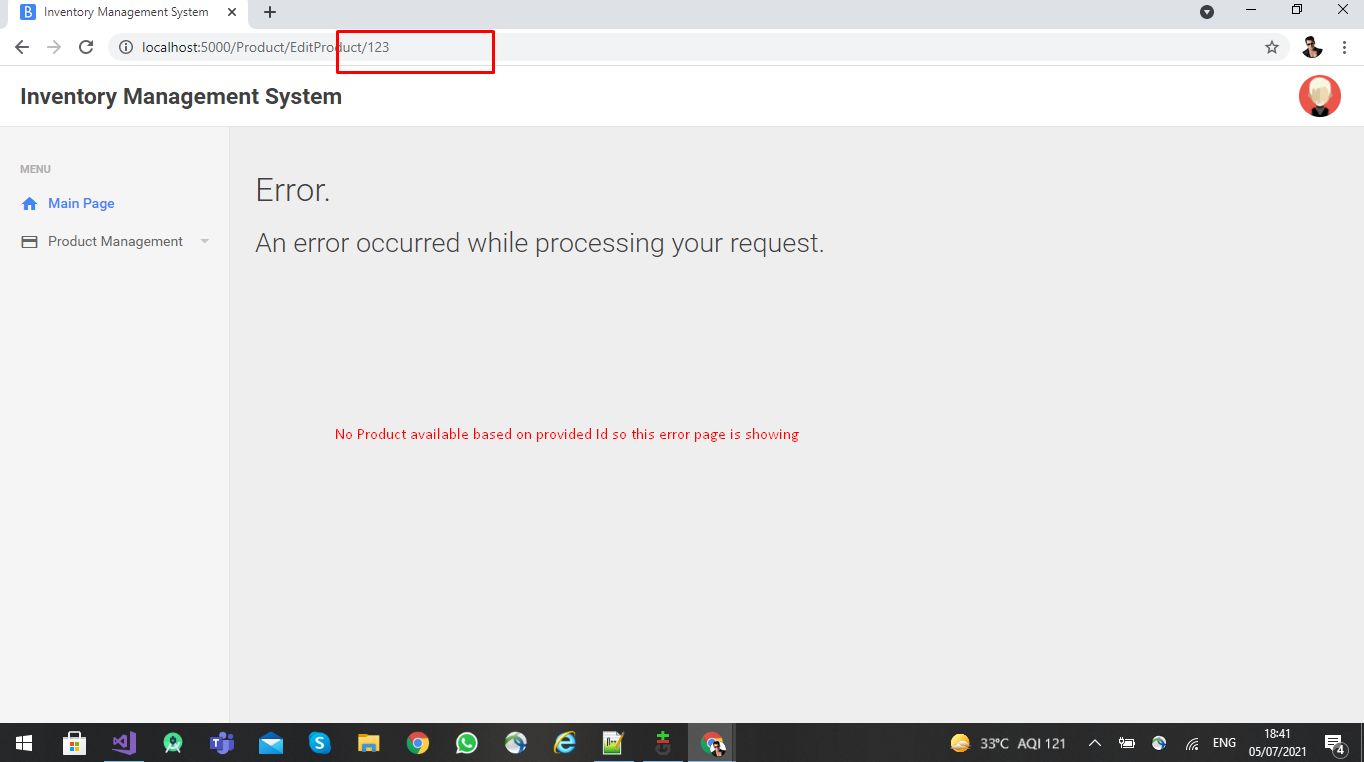 B Inventory Management System
localhost:5000/Product/EditProduct/123
Inventory Management System
MENU
Main Page
Product Management
Error.
An error occurred while processing your request.
No Product available based on provided Id so this error page is showing
33°C AQI 121
ENG
18:41
05/07/2021
4